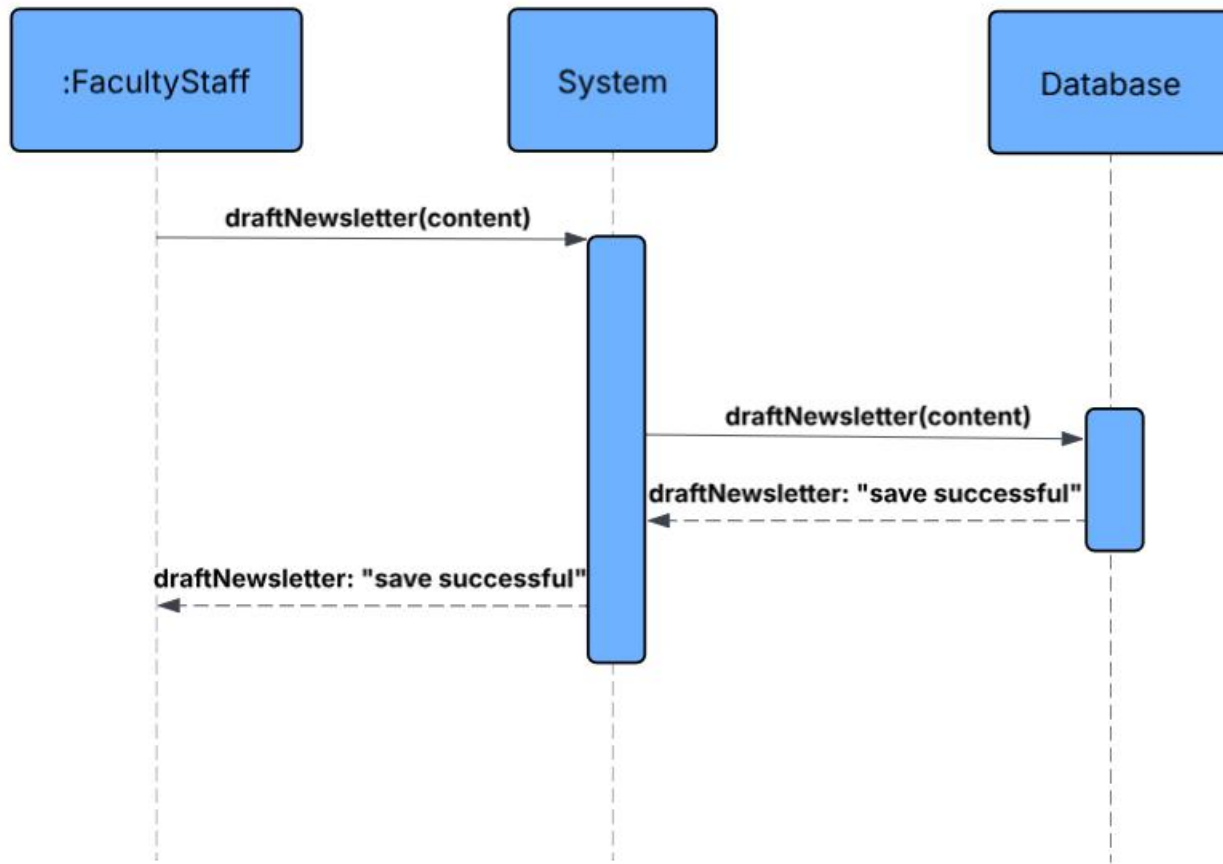 :FacultyStaff
System
Database
draftNewsletter(content)
draftNewsletter(content)
draftNewsletter: "save successful"
draftNewsletter: "save successful"